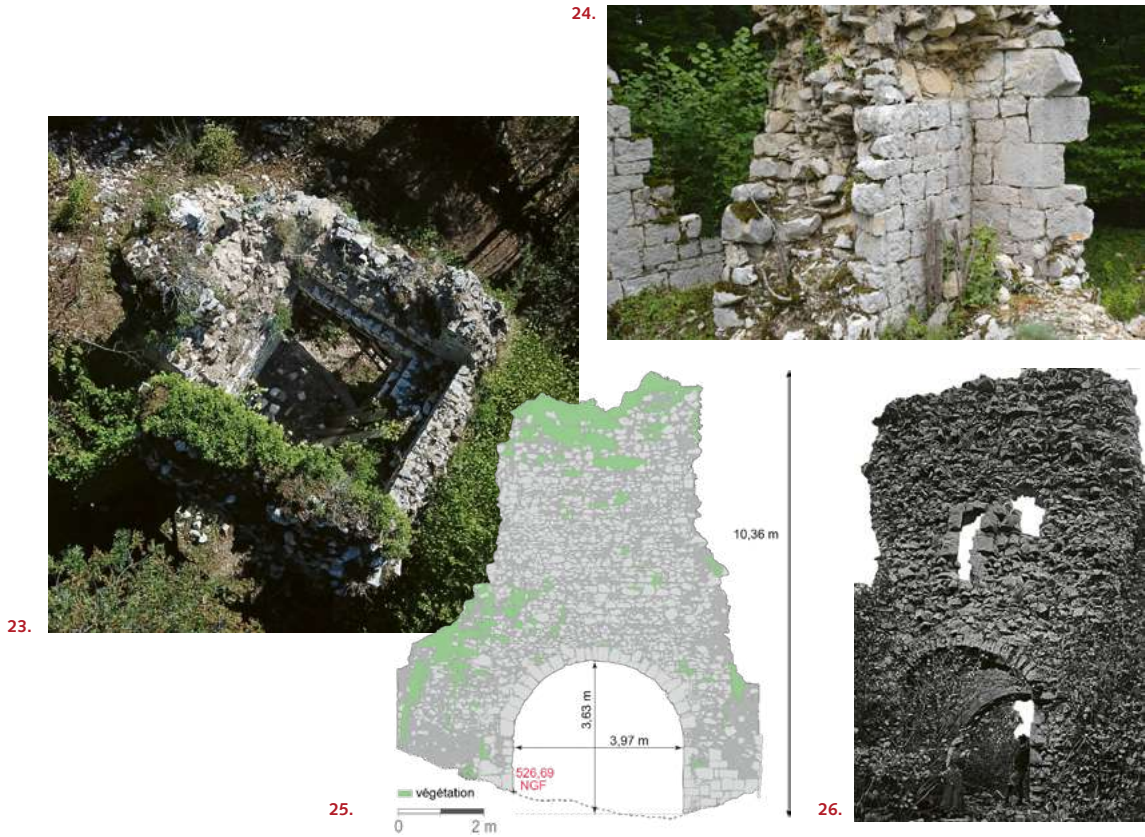 24.
23.
10,36 m
3,63 m
3,97 m
526,69
NGF
végétation
0 2 m
25.
26.